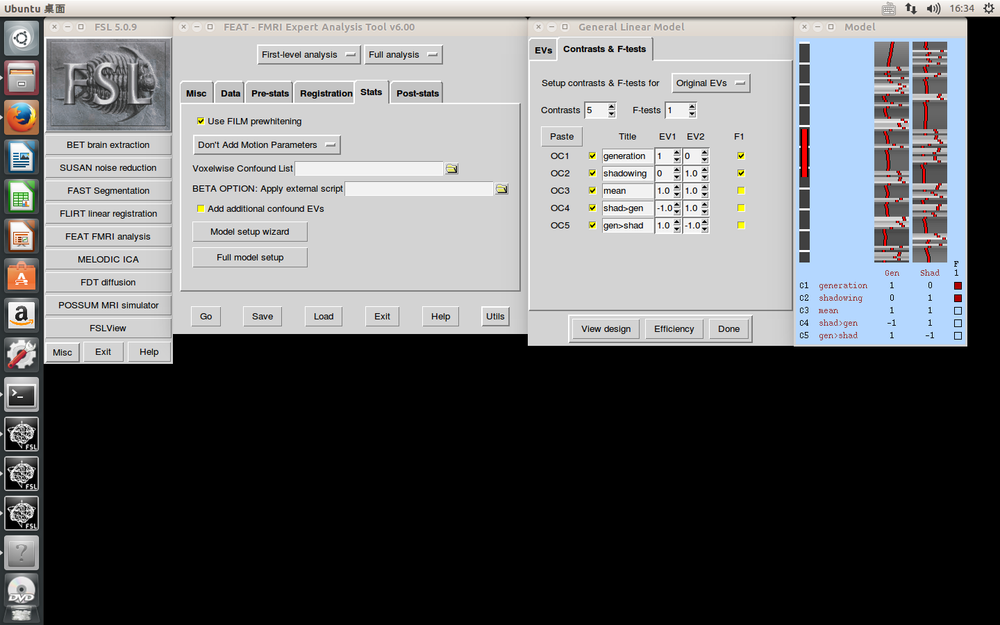 Ubuntu 桌面
16:34
FSL 5.0.9
FSL
BET brain extraction
SUSAN noise reduction
FAST Segmentation
FLIRT linear registration
FEAT FMRI analysis
MELODIC ICA
FDT diffusion
POSSUM MRI simulator
FSLView
Misc Exit Help
FEAT - FMRI Expert Analysis Tool v6.00
First-level analysis Full analysis
Misc Data Pre-stats Registration Stats Post-stats
Use FILM prewhitening
Don't Add Motion Parameters
Voxelwise Confound List
BETA OPTION: Apply external script
Add additional confound EVs
Model setup wizard
Full model setup
Go Save Load Exit Help Utils
General Linear Model
EVs Contrasts & F-tests
Setup contrasts & F-tests for Original EVs
Contrasts 5 F-tests 1
Paste Title EV1 EV2 F1
OC1 generation 1 0
OC2 shadowing 0 1.0
OC3 mean 1.0 1.0
OC4 shad>gen -1.0 1.0
OC5 gen>shad 1.0 -1.0
View design Efficiency Done
Model
F
Gen Shad 1
C1 generation 1 0
C2 shadowing 0 1
C3 mean 1 1
C4 shad>gen -1 1
C5 gen>shad 1 -1
>_
FSL
FSL
FSL
?
DVD